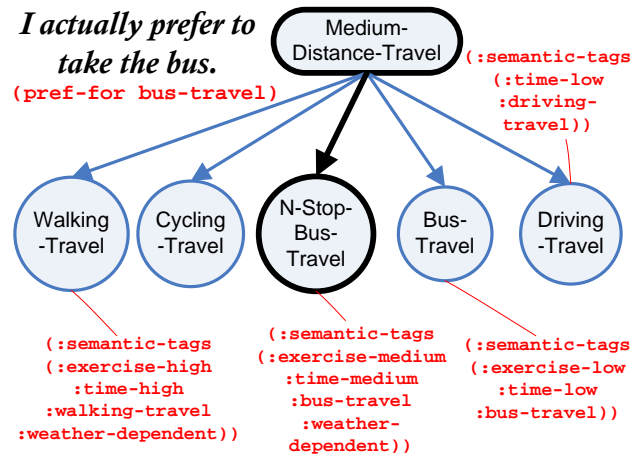 I actually prefer to
take the bus.
(pref-for bus-travel)
Medium-
Distance-Travel
(:semantic-tags
(:time-low
:driving-
travel))
Walking
-Travel
Cycling
-Travel
N-Stop-
Bus-
Travel
Bus-
Travel
Driving
-Travel
(:semantic-tags
(:exercise-high
:time-high
:walking-travel
:weather-dependent))
(:semantic-tags
(:exercise-medium
:time-medium
:bus-travel
:weather-
dependent))
(:semantic-tags
(:exercise-low
:time-low
:bus-travel))